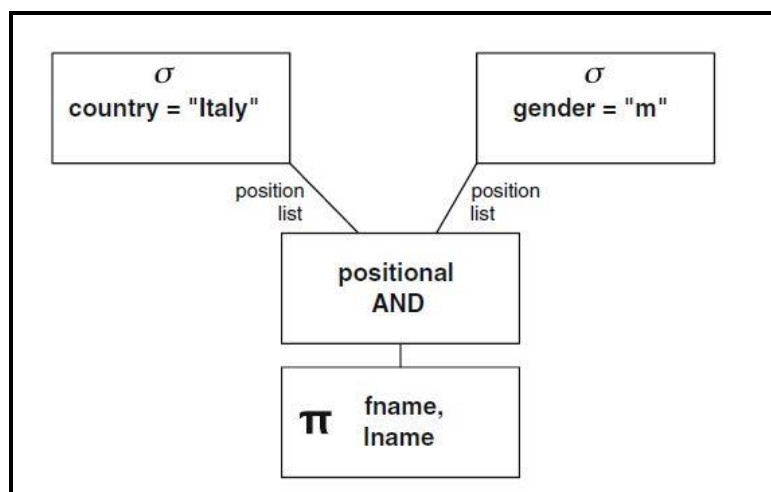 σ
country = "Italy"
σ
gender = "m"
position
list
position
list
positional
AND
π fname,
lname